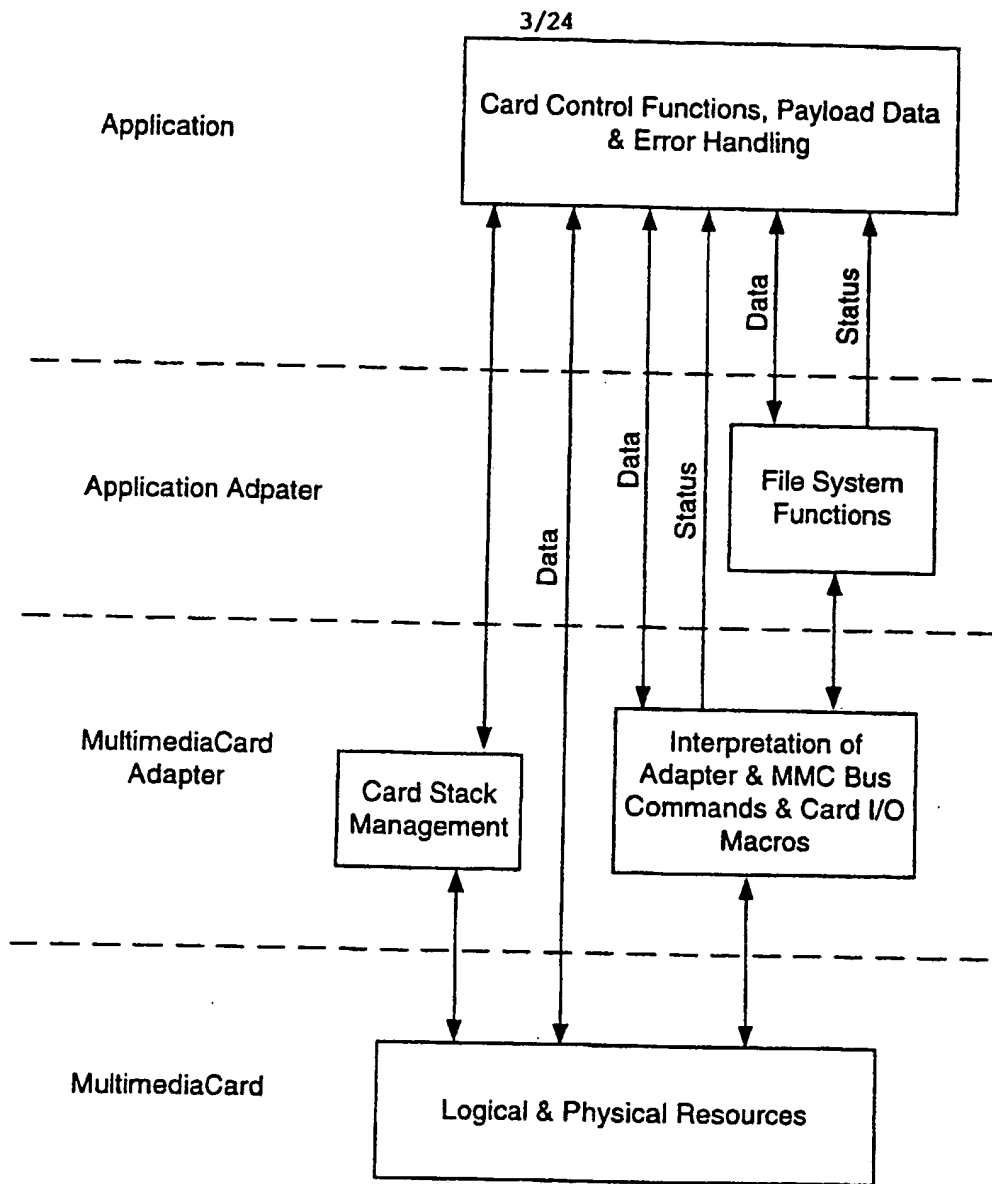 3/24
Application
Card Control Functions, Payload Data
& Error Handling
Data
Status
Data
Status
Data
Application Adpater
File System
Functions
MultimediaCard
Adapter
Card Stack
Management
Interpretation of
Adapter & MMC Bus
Commands & Card I/O
Macros
MultimediaCard
Logical & Physical Resources